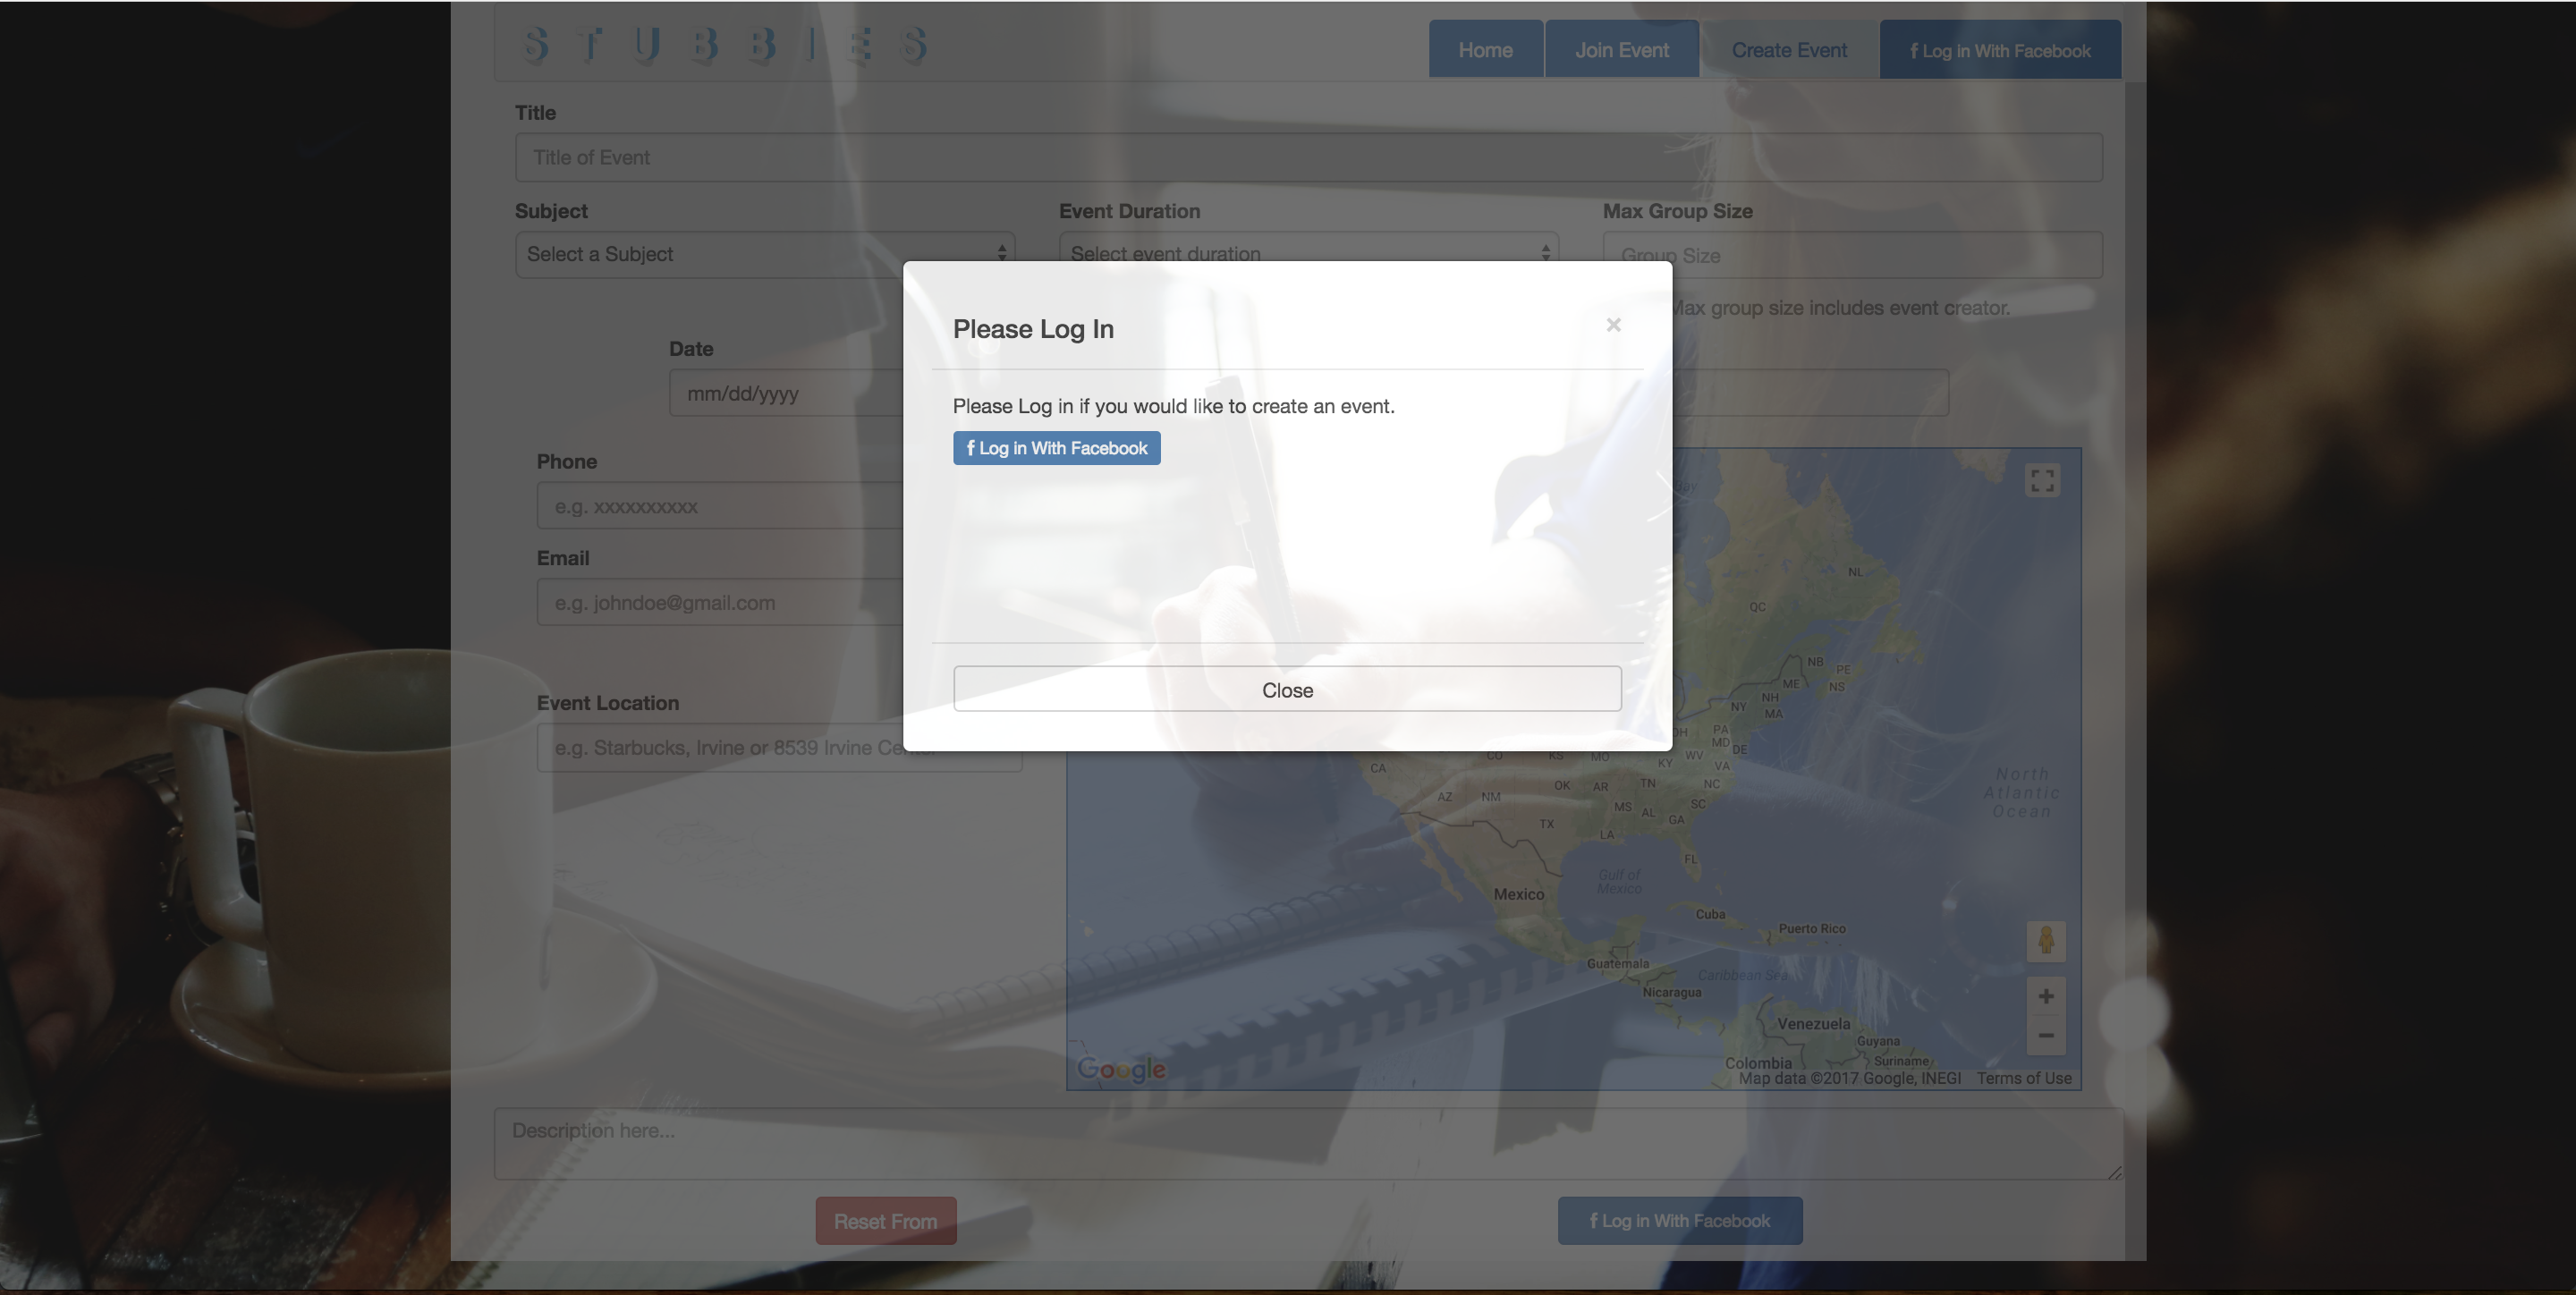 STUBBIES
Home
Join Event
Create Event
f Log in With Facebook
Title
Title of Event
Subject
Event Duration
Max Group Size
Select a Subject
Select event duration
Group Size
Max group size includes event creator.
Please Log In
×
Date
mm/dd/yyyy
Please Log in if you would like to create an event.
f Log in With Facebook
Phone
e.g. xxxxxxxxxx
Email
e.g. johndoe@gmail.com
Close
Event Location
e.g. Starbucks, Irvine or 8539 Irvine Center
NL
QC
NB
PE
ME
NS
NH
NY
MA
PA
OH
MD
DE
CO
KS
MO
WV
KY
VA
CA
OK
AR
TN
NC
AZ
NM
MS
AL
SC
GA
TX
LA
FL
North
Atlantic
Ocean
Gulf of
Mexico
Mexico
Cuba
Puerto Rico
Guatemala
Caribbean Sea
Nicaragua
Venezuela
Guyana
Colombia
Suriname
Google
Map data ©2017 Google, INEGI
Terms of Use
Description here...
Reset From
f Log in With Facebook